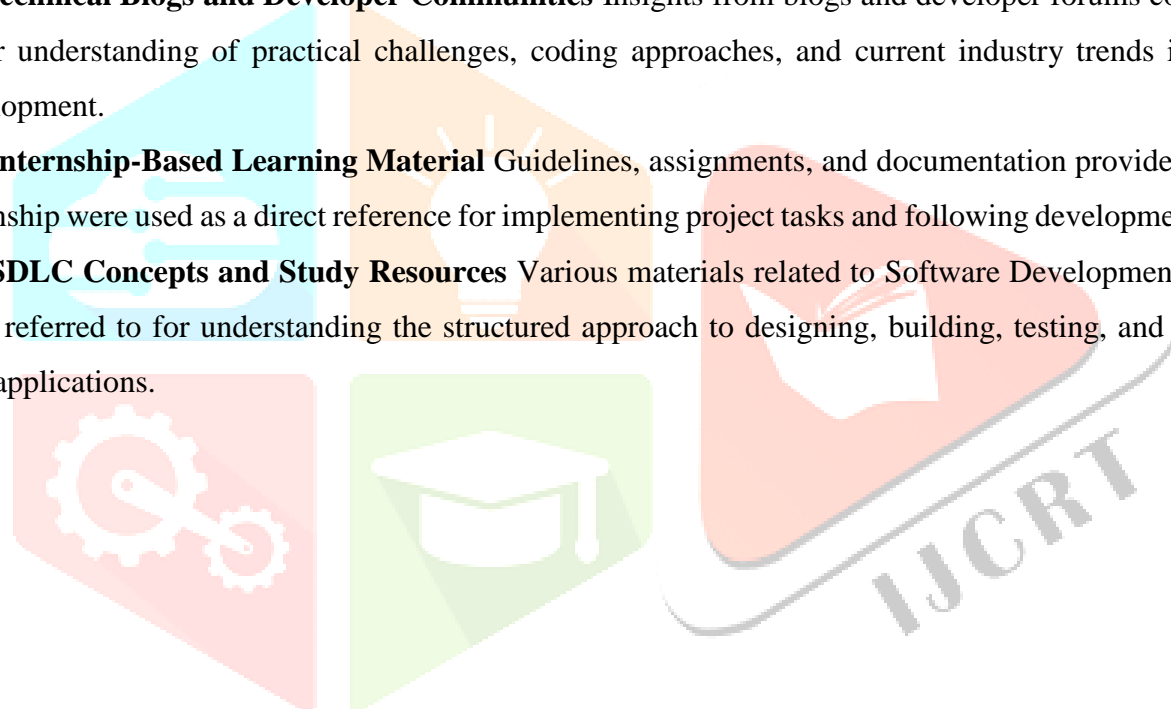 echnical Blogs and Developer Communities Insights from blogs and developer forums co
r understanding of practical challenges, coding approaches, and current industry trends i
lopment.
nternship-Based Learning Material Guidelines, assignments, and documentation provide
nship were used as a direct reference for implementing project tasks and following developme
SDLC Concepts and Study Resources Various materials related to Software Development
referred to for understanding the structured approach to designing, building, testing, and
applications.
IJCRT